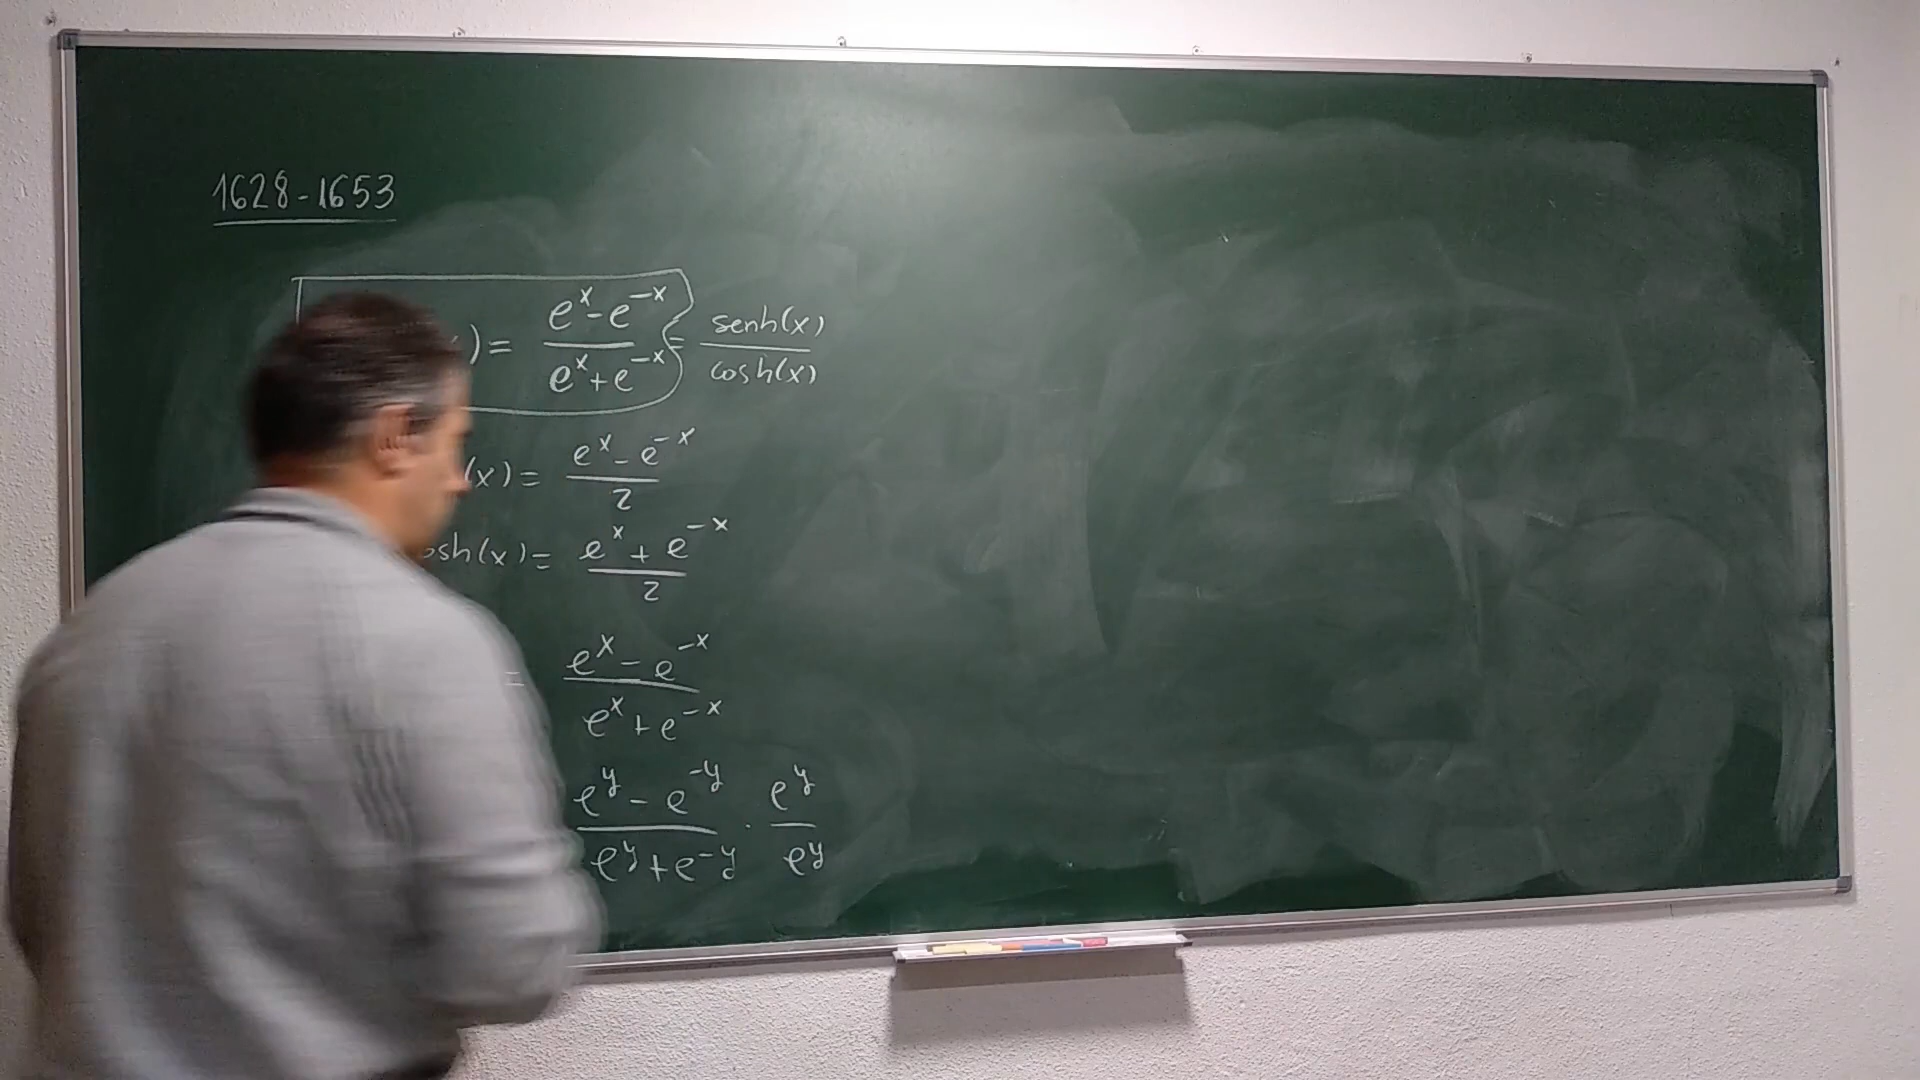 1628-1653
)= (e^x - e^-x)/(e^x + e^-x) = senh(x)/cosh(x)
(x)= (e^x - e^-x)/2
osh(x)= (e^x + e^-x)/2
= (e^x - e^-x)/(e^x + e^-x)
(e^y - e^-y)/(e^y + e^-y) · e^y/e^y